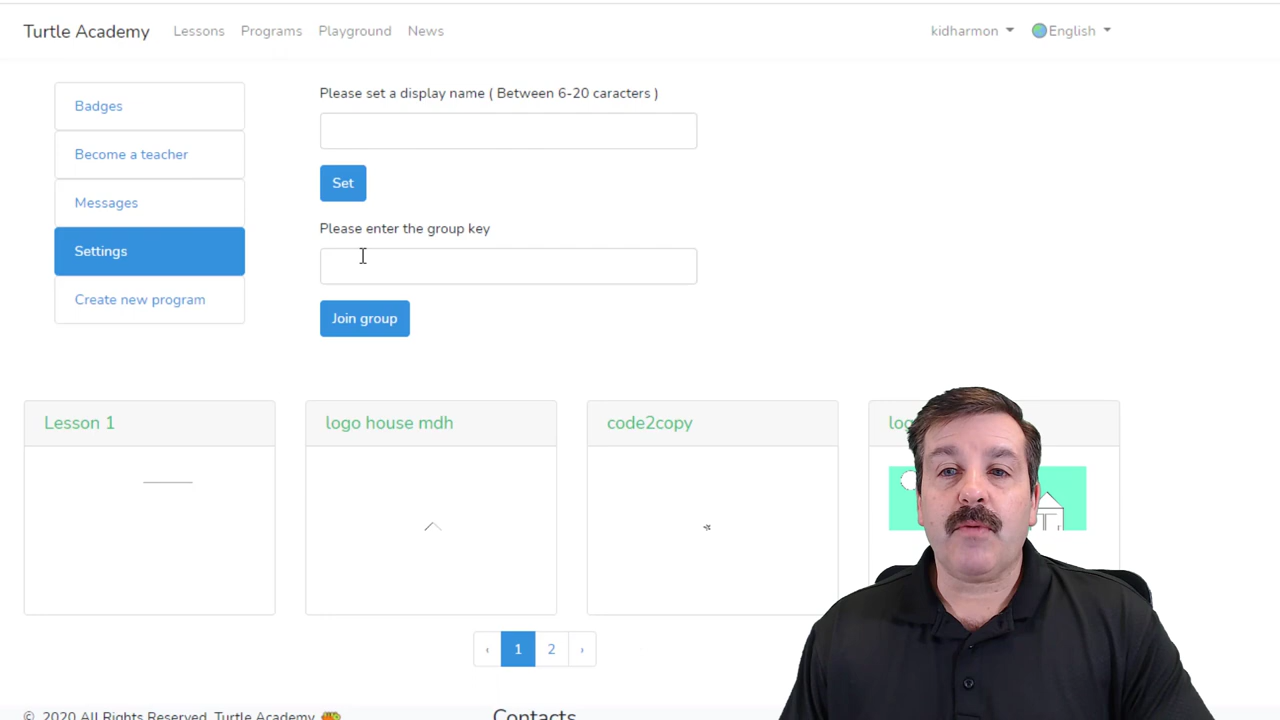 Turtle Academy Lessons Programs Playground News kidharmon English
Badges
Become a teacher
Messages
Settings
Create new program
Please set a display name ( Between 6-20 caracters )
Set
Please enter the group key
Join group
Lesson 1
logo house mdh
code2copy
‹ 1 2 ›
© 2020 All Rights Reserved. Turtle Academy
Contacts